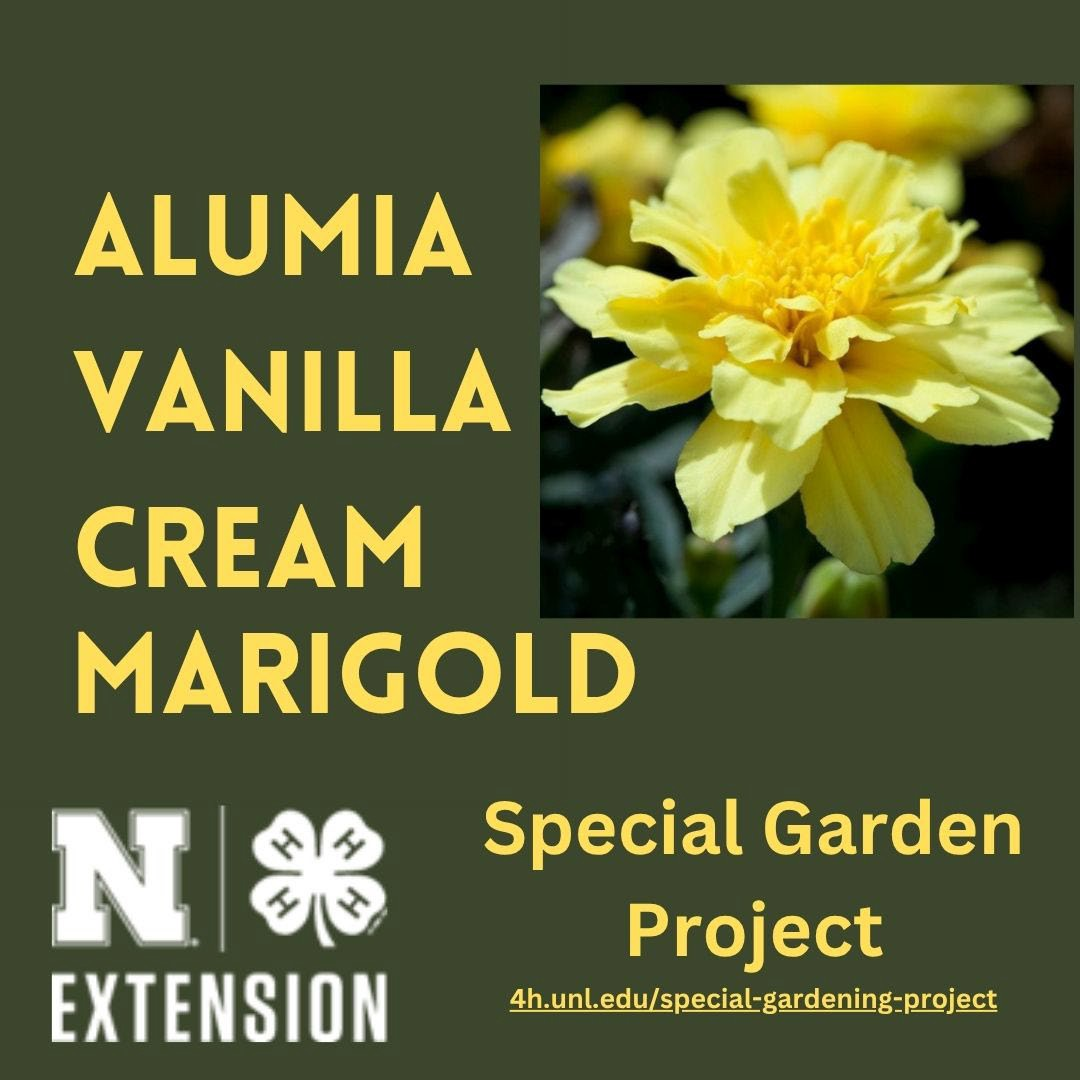 ALUMIA
VANILLA
CREAM
MARIGOLD
N
H H
H H
EXTENSION
Special Garden
Project
4h.unl.edu/special-gardening-project